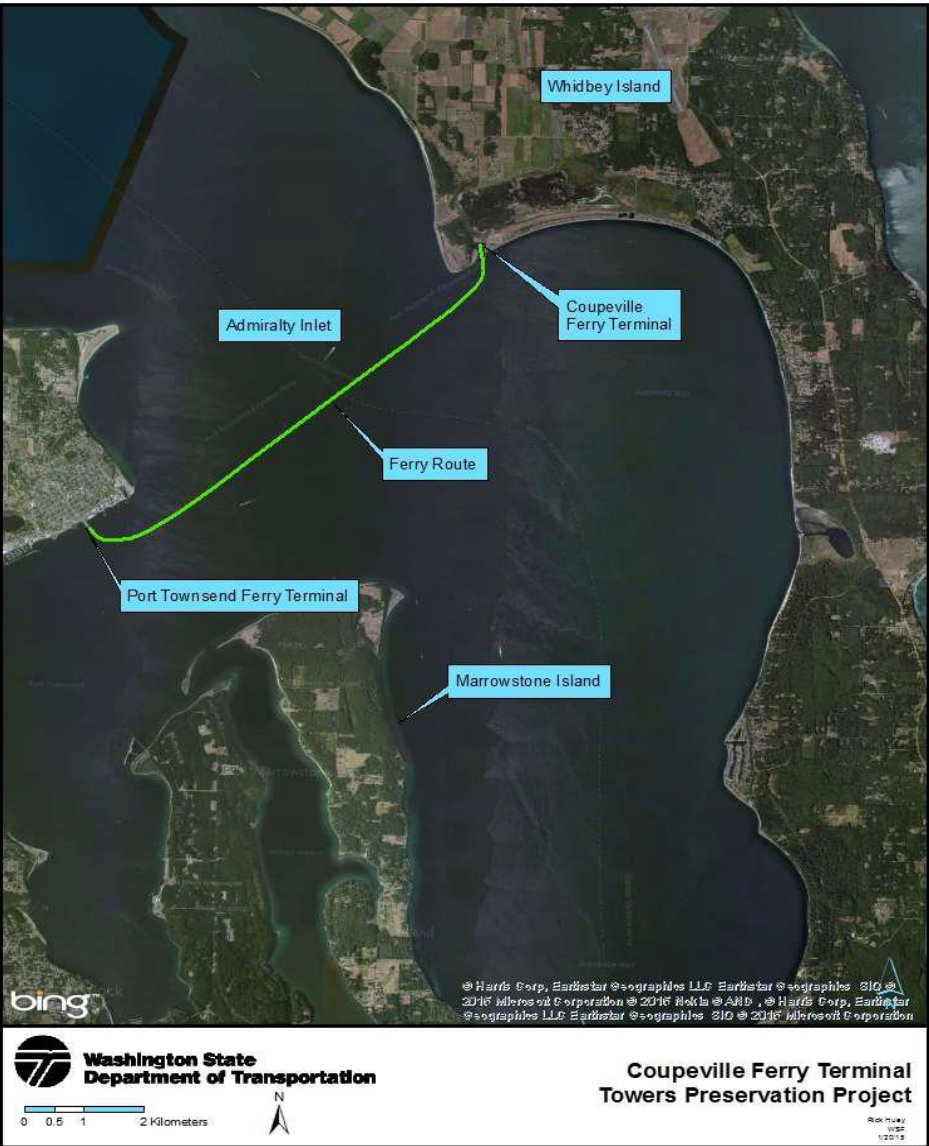 Whidbey Island
Coupeville
Ferry Terminal
Admiralty Inlet
Ferry Route
Port Townsend Ferry Terminal
Marrowstone Island
bing
© Harris Corp, Earthstar Geographics LLC Earthstar Geographics SIO ©
2016 Microsoft Corporation © 2016 Nokia © AND , © Harris Corp, Earthstar
Geographics LLC Earthstar Geographics SIO © 2016 Microsoft Corporation
Washington State
Department of Transportation
Coupeville Ferry Terminal
Towers Preservation Project
N
0 0.5 1 2 Kilometers
Rick Huey
WSF